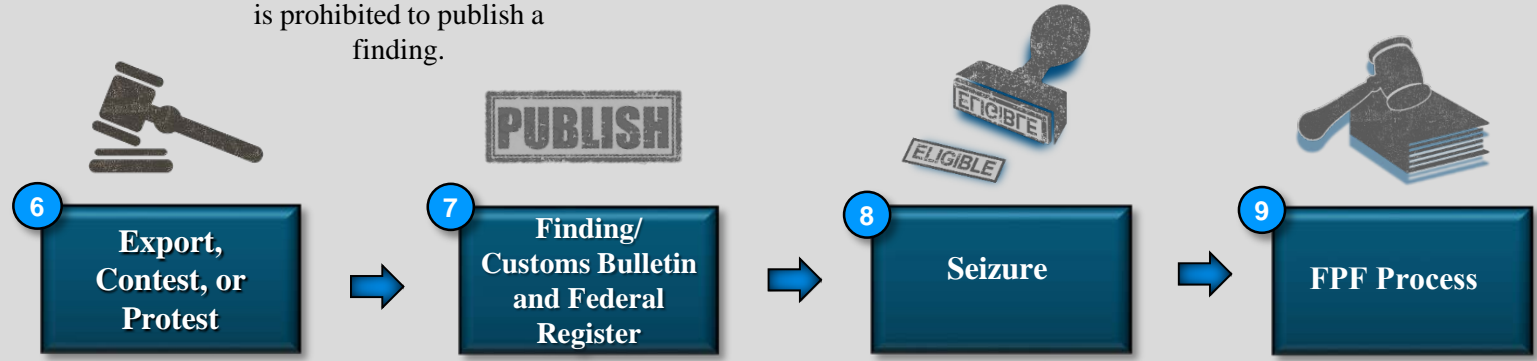 is prohibited to publish a
finding.
PUBLISH
ELIGIBLE
ELIGIBLE
6
Export,
Contest, or
Protest
7
Finding/
Customs Bulletin
and Federal
Register
8
Seizure
9
FPF Process